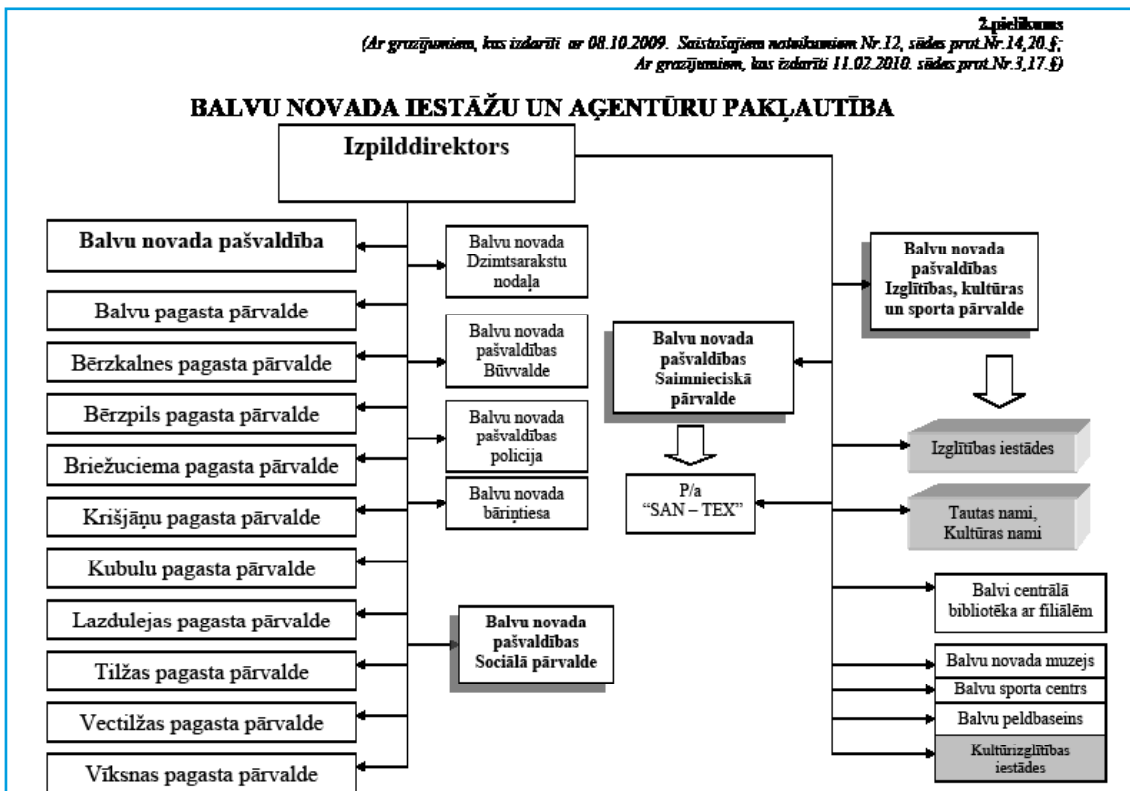 2.pielikums
(Ar grozījumiem, kas izdarīti ar 08.10.2009. Saistošajiem noteikumiem Nr.12, sēdes prot.Nr.14,20.§;
Ar grozījumiem, kas izdarīti 11.02.2010. sēdes prot.Nr.3,17.§)
BALVU NOVADA IESTĀŽU UN AĢENTŪRU PAKĻAUTĪBA
Izpilddirektors
Balvu novada pašvaldība
Balvu pagasta pārvalde
Bērzkalnes pagasta pārvalde
Bērzpils pagasta pārvalde
Briežuciema pagasta pārvalde
Krišjāņu pagasta pārvalde
Kubulu pagasta pārvalde
Lazdulejas pagasta pārvalde
Tilžas pagasta pārvalde
Vectilžas pagasta pārvalde
Vīksnas pagasta pārvalde
Balvu novada
Dzimtsarakstu
nodaļa
Balvu novada
pašvaldības
Būvvalde
Balvu novada
pašvaldības
policija
Balvu novada
bāriņtiesa
Balvu novada
pašvaldības
Sociālā pārvalde
Balvu novada
pašvaldības
Saimnieciskā
pārvalde
P/a
“SAN – TEX”
Balvu novada
pašvaldības
Izglītības, kultūras
un sporta pārvalde
Izglītības iestādes
Tautas nami,
Kultūras nami
Balvi centrālā
bibliotēka ar filiālēm
Balvu novada muzejs
Balvu sporta centrs
Balvu peldbaseins
Kultūrizglītības
iestādes